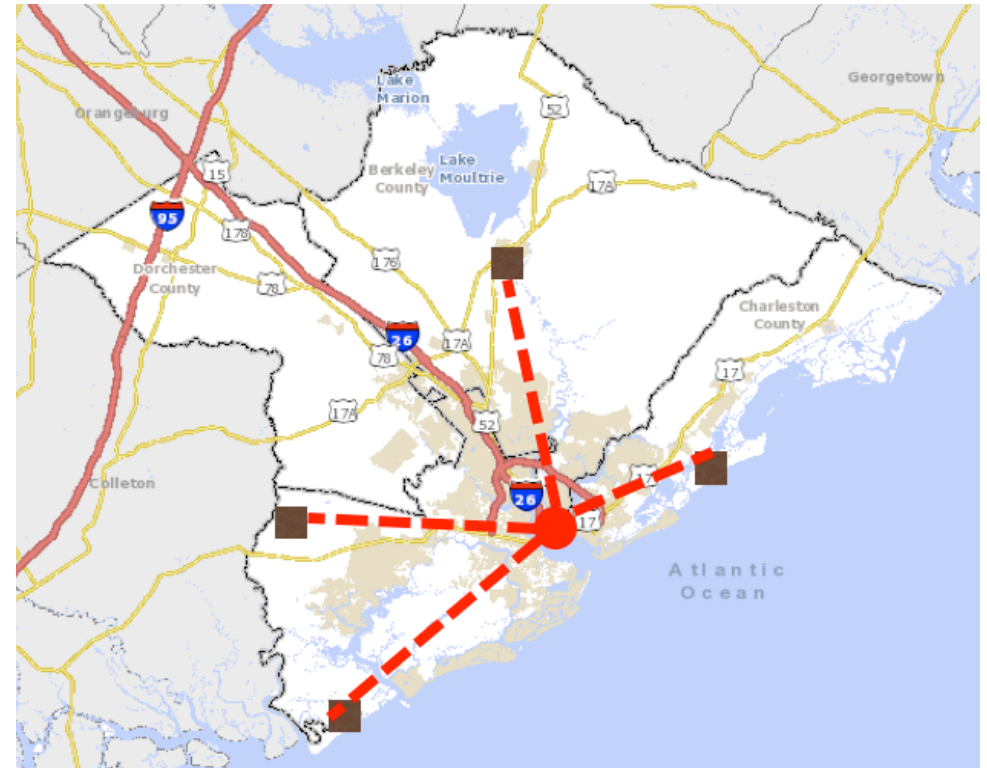 Lake
Marion
Georgetown
Orangeburg
52
15
Berkeley
County
Lake
Moultrie
17A
95
178
176
Dorchester
County
78
Charleston
County
26
17A
78
17
17A
52
17
Colleton
26
17
Atlantic
Ocean